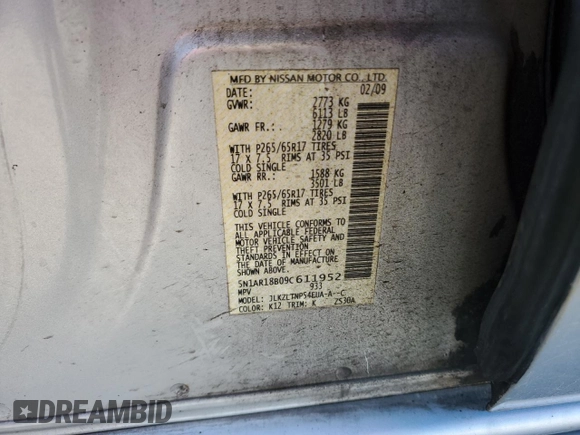 MFD BY NISSAN MOTOR CO., LTD.
DATE: 02/09
GVWR: 2773 KG
6113 LB
GAWR FR.: 1279 KG
2820 LB
WITH P265/65R17 TIRES
17 X 7.5 RIMS AT 35 PSI
COLD SINGLE
GAWR RR.: 1588 KG
3501 LB
WITH P265/65R17 TIRES
17 X 7.5 RIMS AT 35 PSI
COLD SINGLE
THIS VEHICLE CONFORMS TO
ALL APPLICABLE FEDERAL
MOTOR VEHICLE SAFETY AND
THEFT PREVENTION STANDARDS
IN EFFECT ON THE DATE OF
MANUFACTURE SHOWN ABOVE.
5N1AR18B09C611952
MPV 933
MODEL:
COLOR: K12 TRIM: K 2530A
DREAMBID